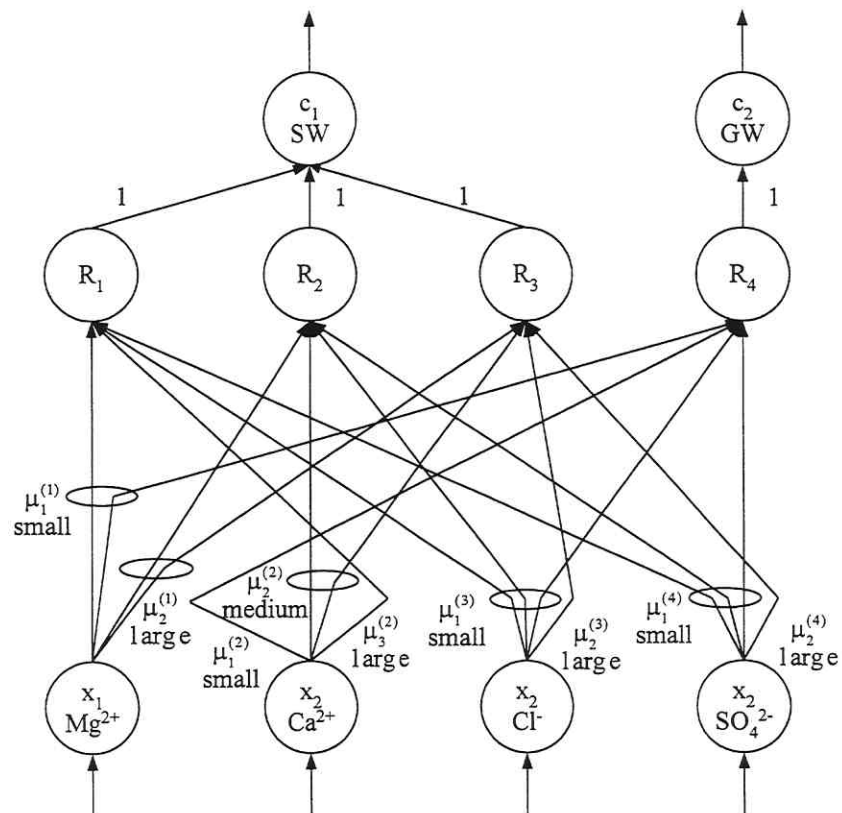 c₁
SW
c₂
GW
1
1
1
1
R₁
R₂
R₃
R₄
μ₁⁽¹⁾
small
μ₂⁽¹⁾
large
μ₁⁽²⁾
small
μ₂⁽²⁾
medium
μ₃⁽²⁾
large
μ₁⁽³⁾
small
μ₂⁽³⁾
large
μ₁⁽⁴⁾
small
μ₂⁽⁴⁾
large
x₁
Mg²⁺
x₂
Ca²⁺
x₂
Cl⁻
x₂
SO₄²⁻